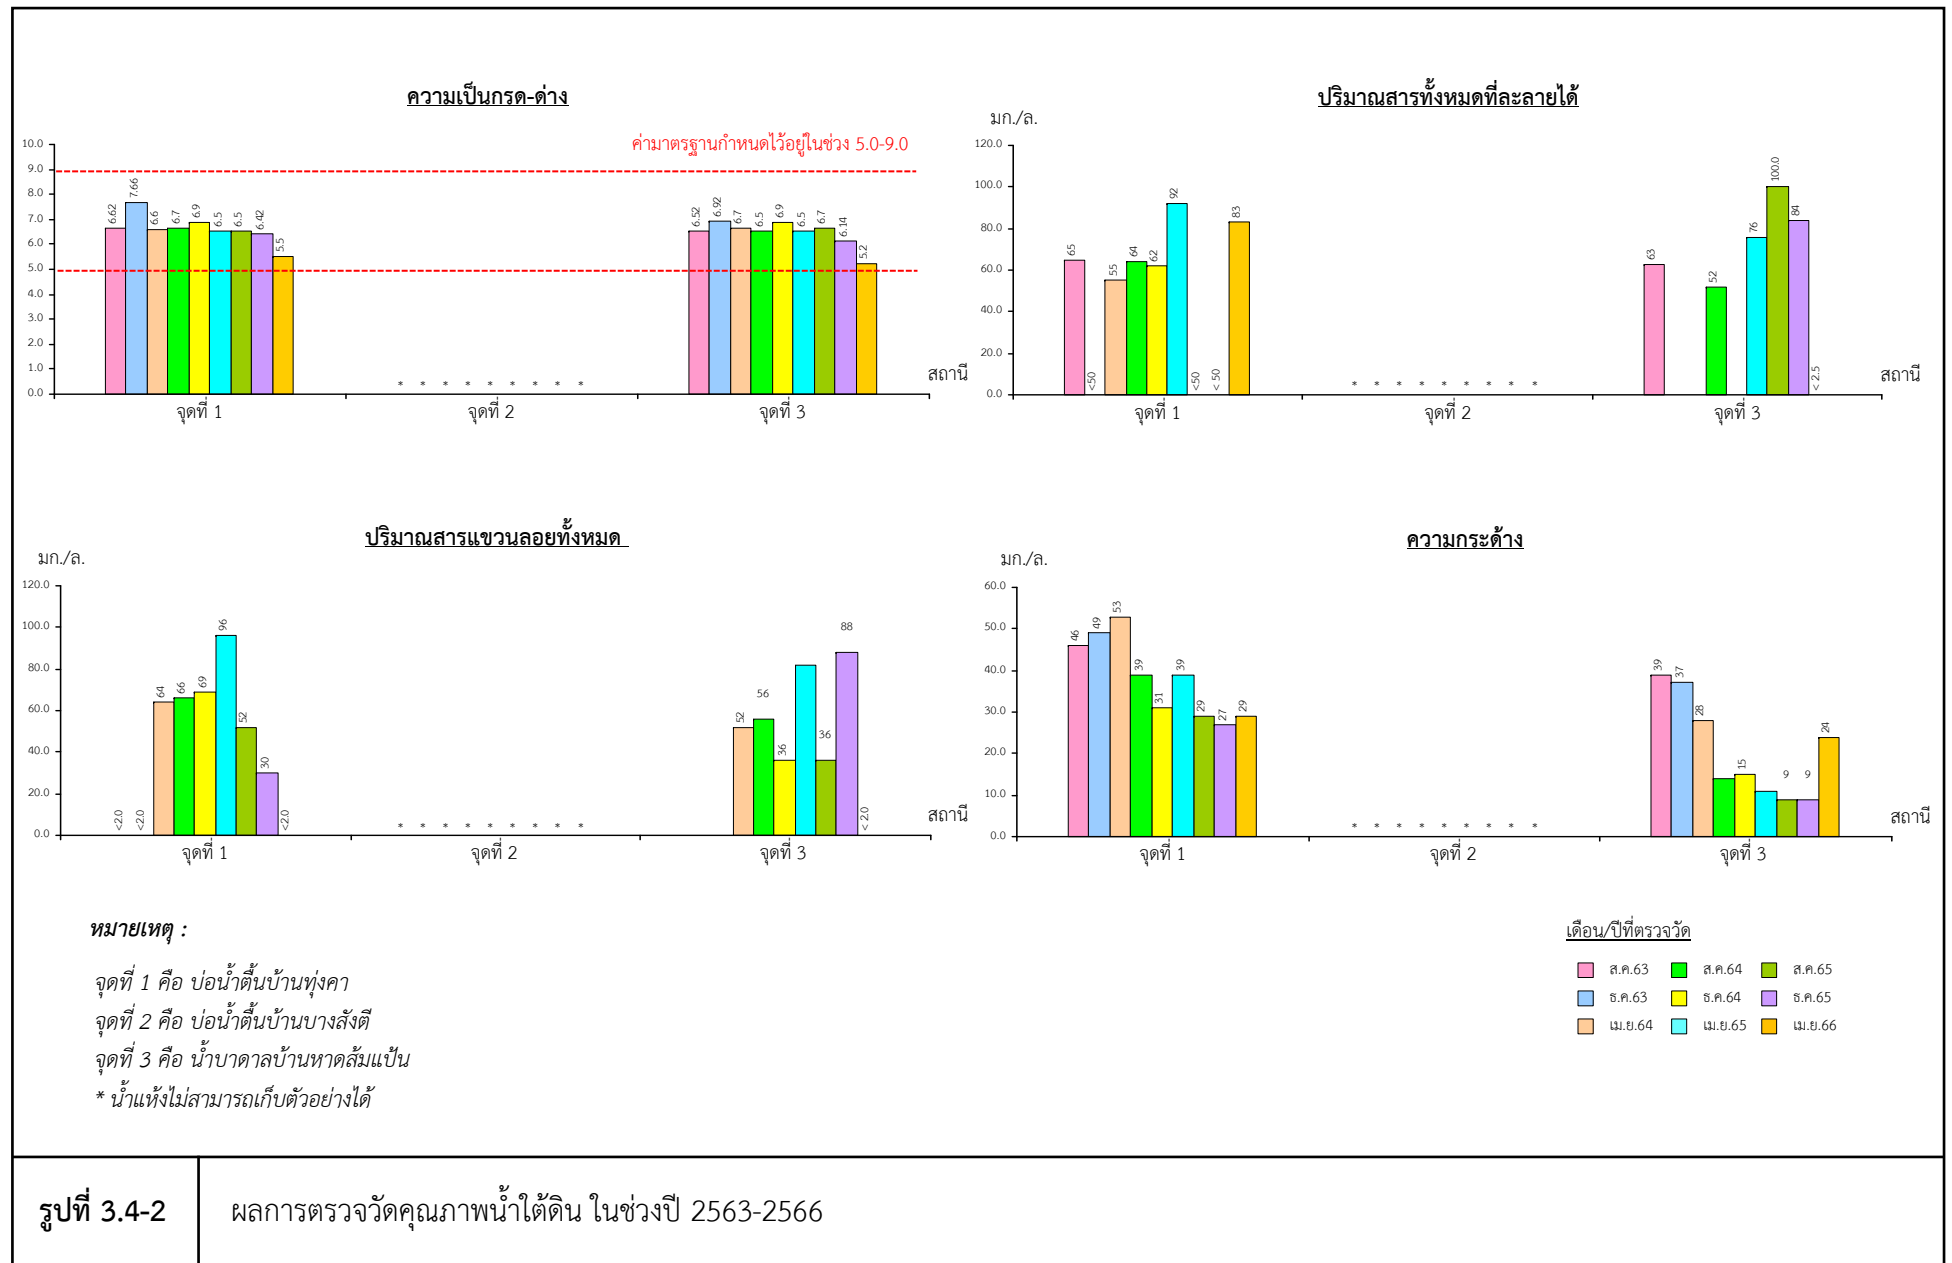 ความเป็นกรด-ด่าง
ค่ามาตรฐานกำหนดไว้อยู่ในช่วง 5.0-9.0
10.0
9.0
8.0
7.0
6.0
5.0
4.0
3.0
2.0
1.0
0.0
6.62 7.66 6.6 6.7 6.9 6.5 6.5 6.42 5.5
* * * * * * * * *
6.52 6.92 6.7 6.5 6.9 6.5 6.7 6.14 5.2
จุดที่ 1 จุดที่ 2 จุดที่ 3
สถานี
ปริมาณสารทั้งหมดที่ละลายได้
มก./ล.
120.0
100.0
80.0
60.0
40.0
20.0
0.0
65 <50 55 64 62 92 <50 < 50 83
* * * * * * * * *
63 52 76 100.0 84 < 2.5
จุดที่ 1 จุดที่ 2 จุดที่ 3
สถานี
ปริมาณสารแขวนลอยทั้งหมด
มก./ล.
120.0
100.0
80.0
60.0
40.0
20.0
0.0
<2.0 <2.0 64 66 69 96 52 30 <2.0
* * * * * * * * *
52 56 36 36 88 < 2.0
จุดที่ 1 จุดที่ 2 จุดที่ 3
สถานี
ความกระด้าง
มก./ล.
60.0
50.0
40.0
30.0
20.0
10.0
0.0
46 49 53 39 31 39 29 27 29
* * * * * * * * *
39 37 28 15 9 9 24
จุดที่ 1 จุดที่ 2 จุดที่ 3
สถานี
หมายเหตุ :
จุดที่ 1 คือ บ่อน้ำตื้นบ้านทุ่งคา
จุดที่ 2 คือ บ่อน้ำตื้นบ้านบางสังตี
จุดที่ 3 คือ น้ำบาดาลบ้านหาดส้มแป้น
* น้ำแห้งไม่สามารถเก็บตัวอย่างได้
เดือน/ปีที่ตรวจวัด
ส.ค.63 ส.ค.64 ส.ค.65
ธ.ค.63 ธ.ค.64 ธ.ค.65
เม.ย.64 เม.ย.65 เม.ย.66
รูปที่ 3.4-2 ผลการตรวจวัดคุณภาพน้ำใต้ดิน ในช่วงปี 2563-2566